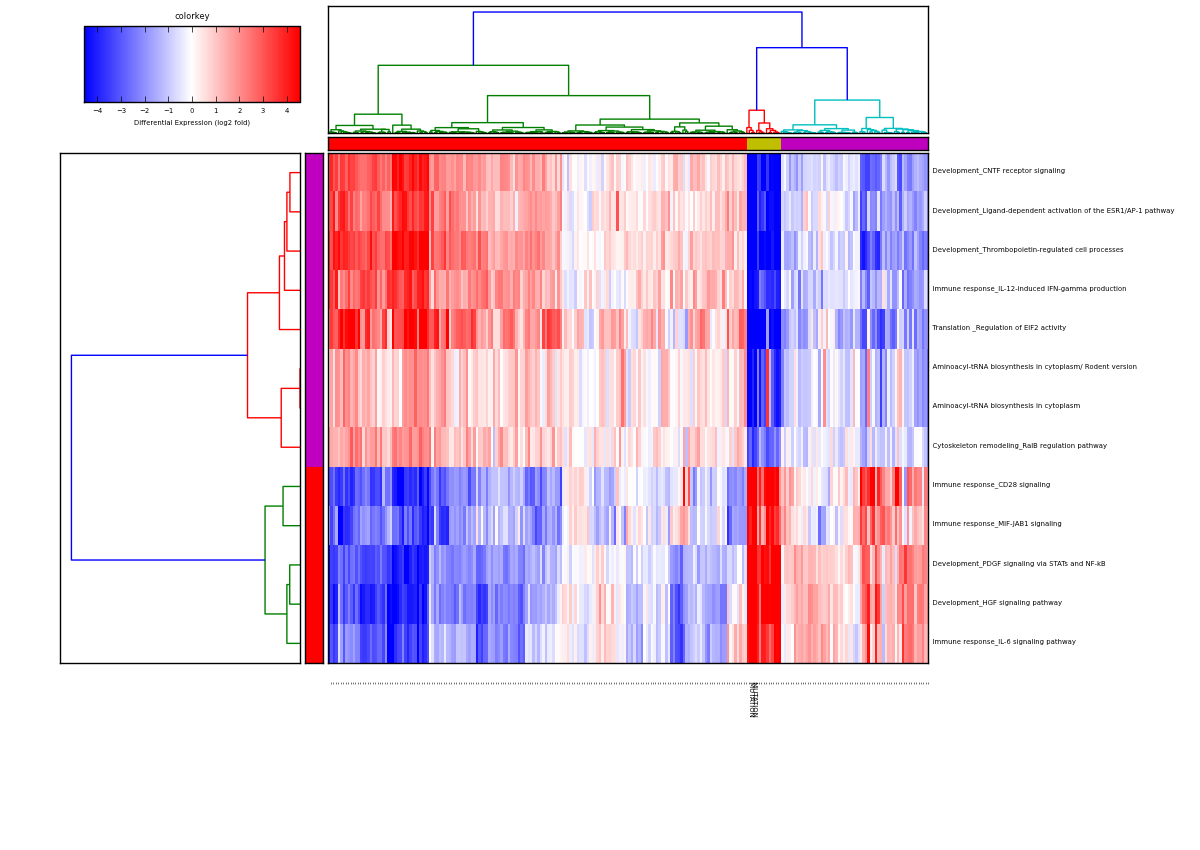 colorkey
−4 −3 −2 −1 0 1 2 3 4
Differential Expression (log2 fold)
Development_CNTF receptor signaling
Development_Ligand-dependent activation of the ESR1/AP-1 pathway
Development_Thrombopoietin-regulated cell processes
Immune response_IL-12-induced IFN-gamma production
Translation _Regulation of EIF2 activity
Aminoacyl-tRNA biosynthesis in cytoplasm/ Rodent version
Aminoacyl-tRNA biosynthesis in cytoplasm
Cytoskeleton remodeling_RalB regulation pathway
Immune response_CD28 signaling
Immune response_MIF-JAB1 signaling
Development_PDGF signaling via STATs and NF-kB
Development_HGF signaling pathway
Immune response_IL-6 signaling pathway
MUTATION
MUTATION